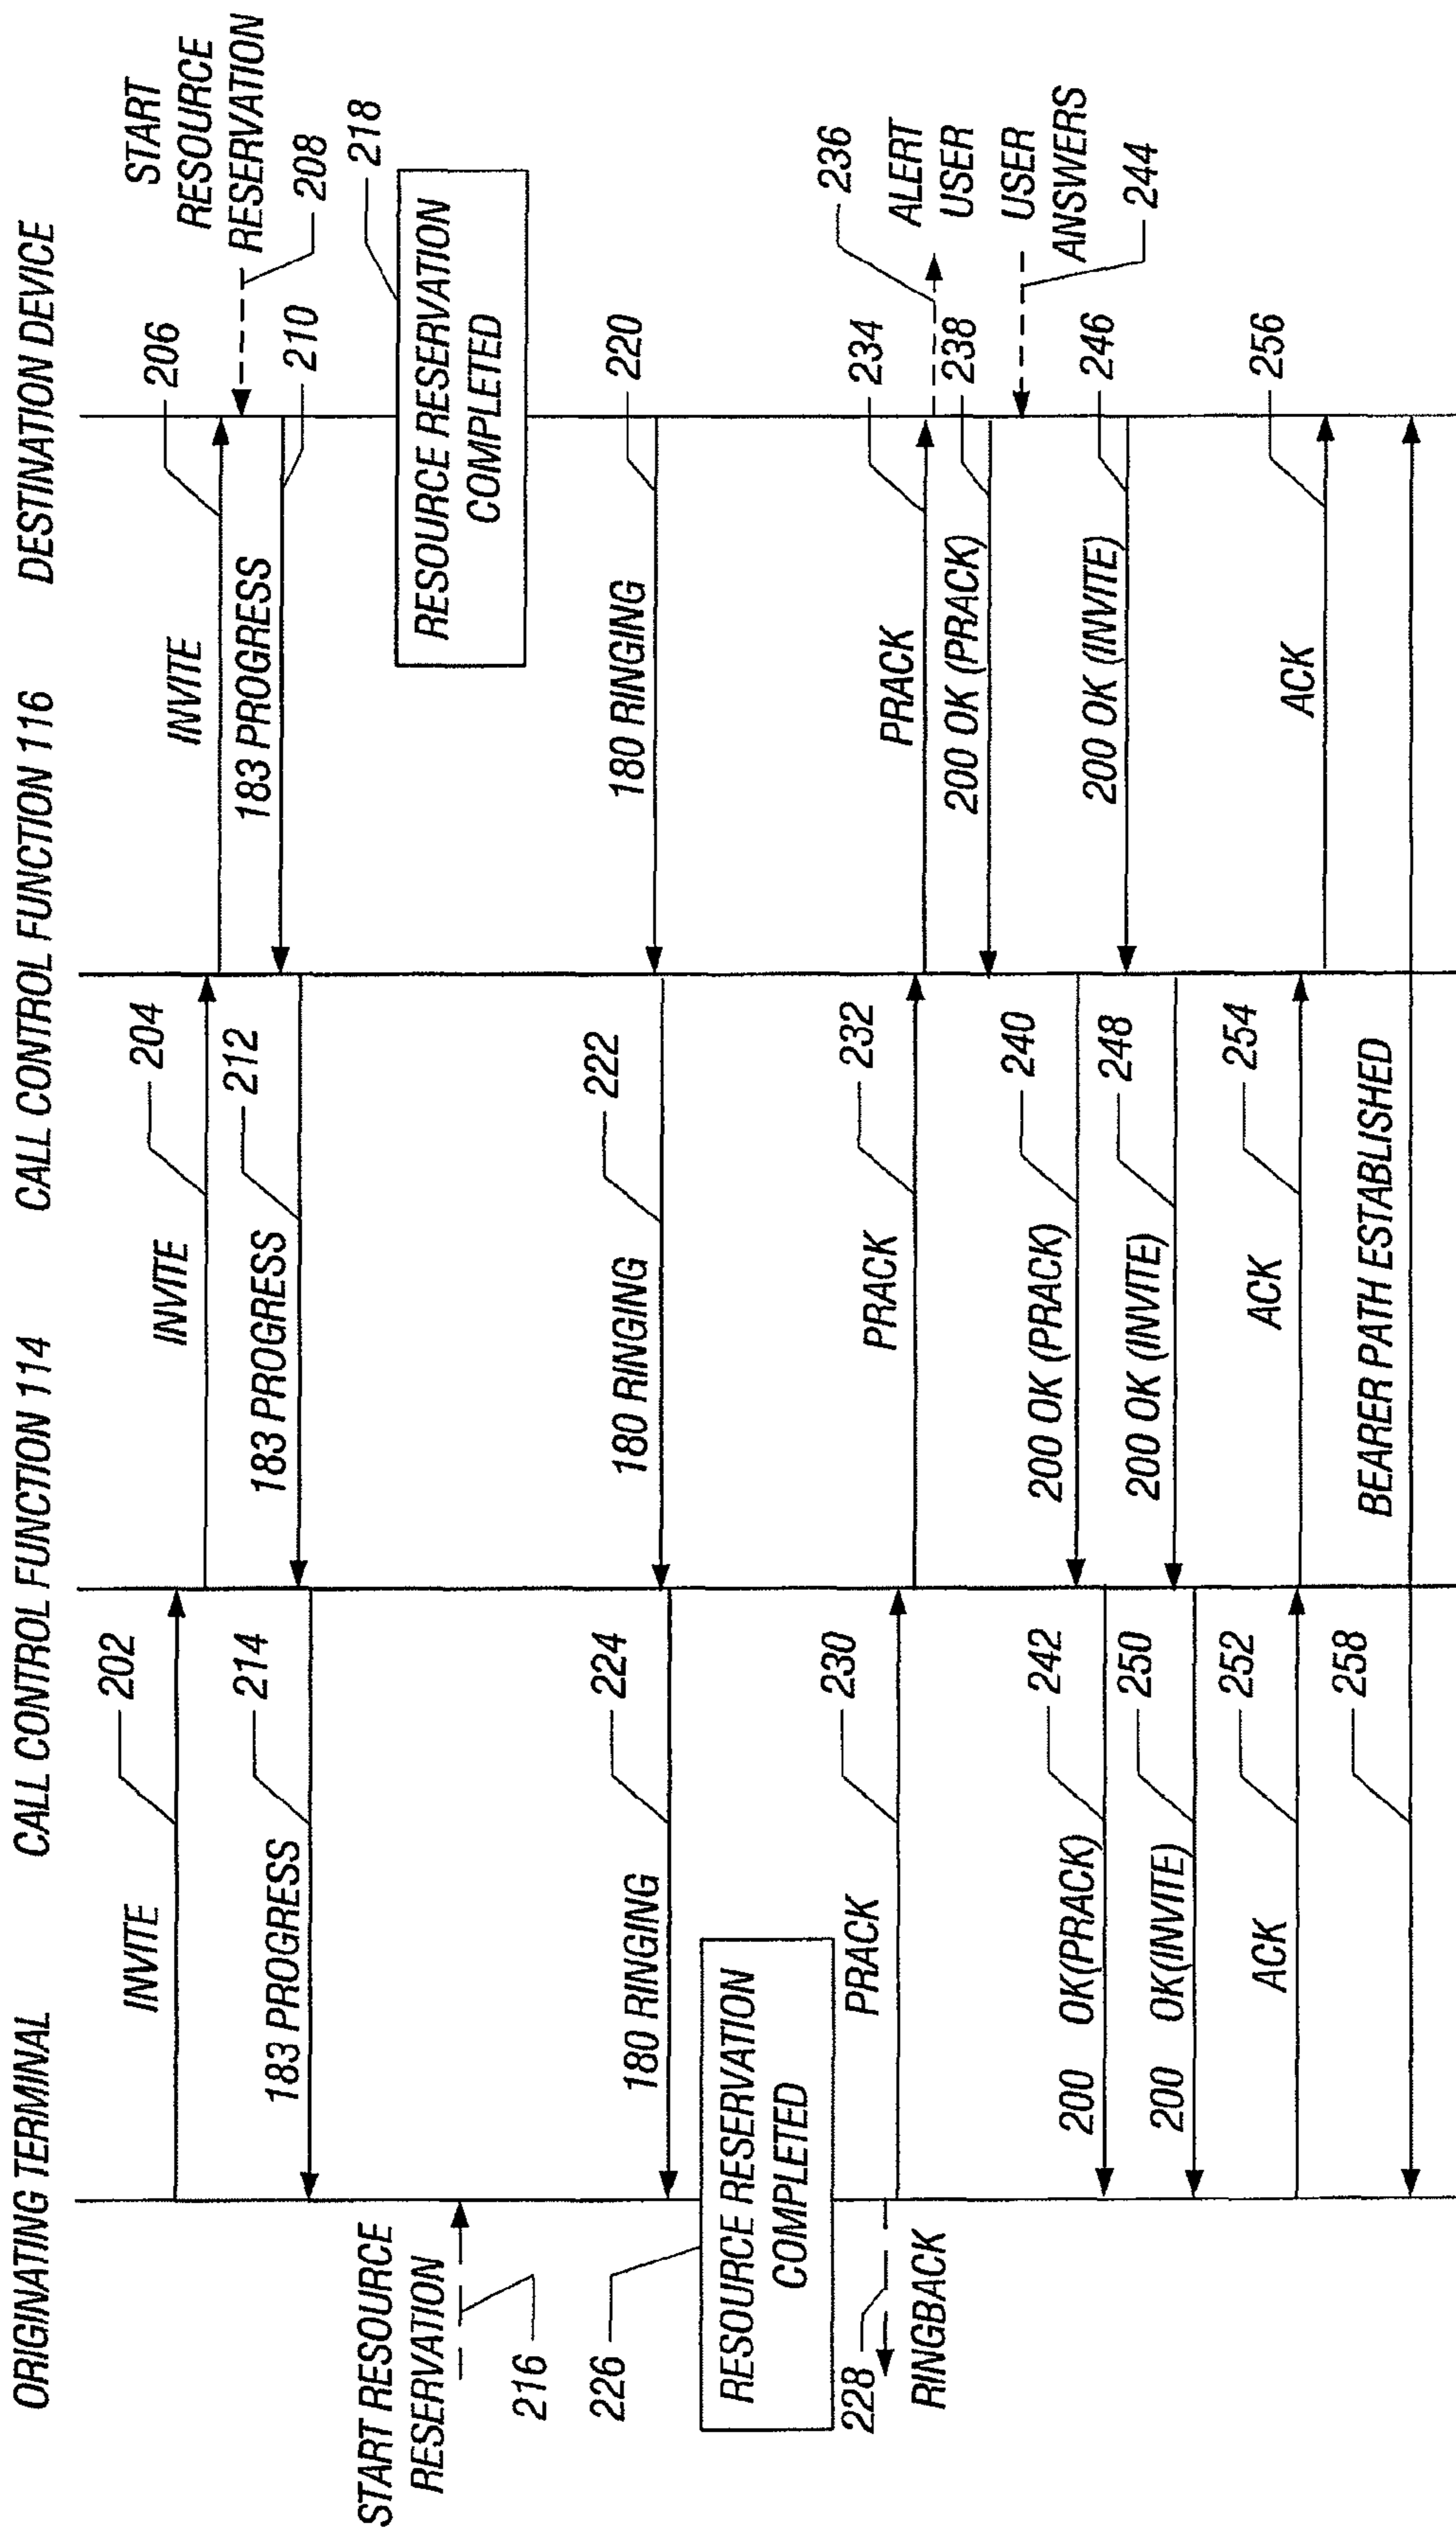 ORIGINATING TERMINAL
CALL CONTROL FUNCTION 114
CALL CONTROL FUNCTION 116
DESTINATION DEVICE
INVITE
202
INVITE
204
INVITE
206
START
RESOURCE
RESERVATION
208
183 PROGRESS
210
183 PROGRESS
212
183 PROGRESS
214
START RESOURCE
RESERVATION
216
RESOURCE RESERVATION
COMPLETED
218
180 RINGING
220
180 RINGING
222
180 RINGING
224
226
RESOURCE RESERVATION
COMPLETED
228
RINGBACK
PRACK
230
PRACK
232
PRACK
234
236
ALERT
USER
200 OK (PRACK)
238
200 OK (PRACK)
240
200 OK(PRACK)
242
USER
ANSWERS
244
200 OK (INVITE)
246
200 OK (INVITE)
248
200 OK(INVITE)
250
ACK
252
ACK
254
ACK
256
BEARER PATH ESTABLISHED
258